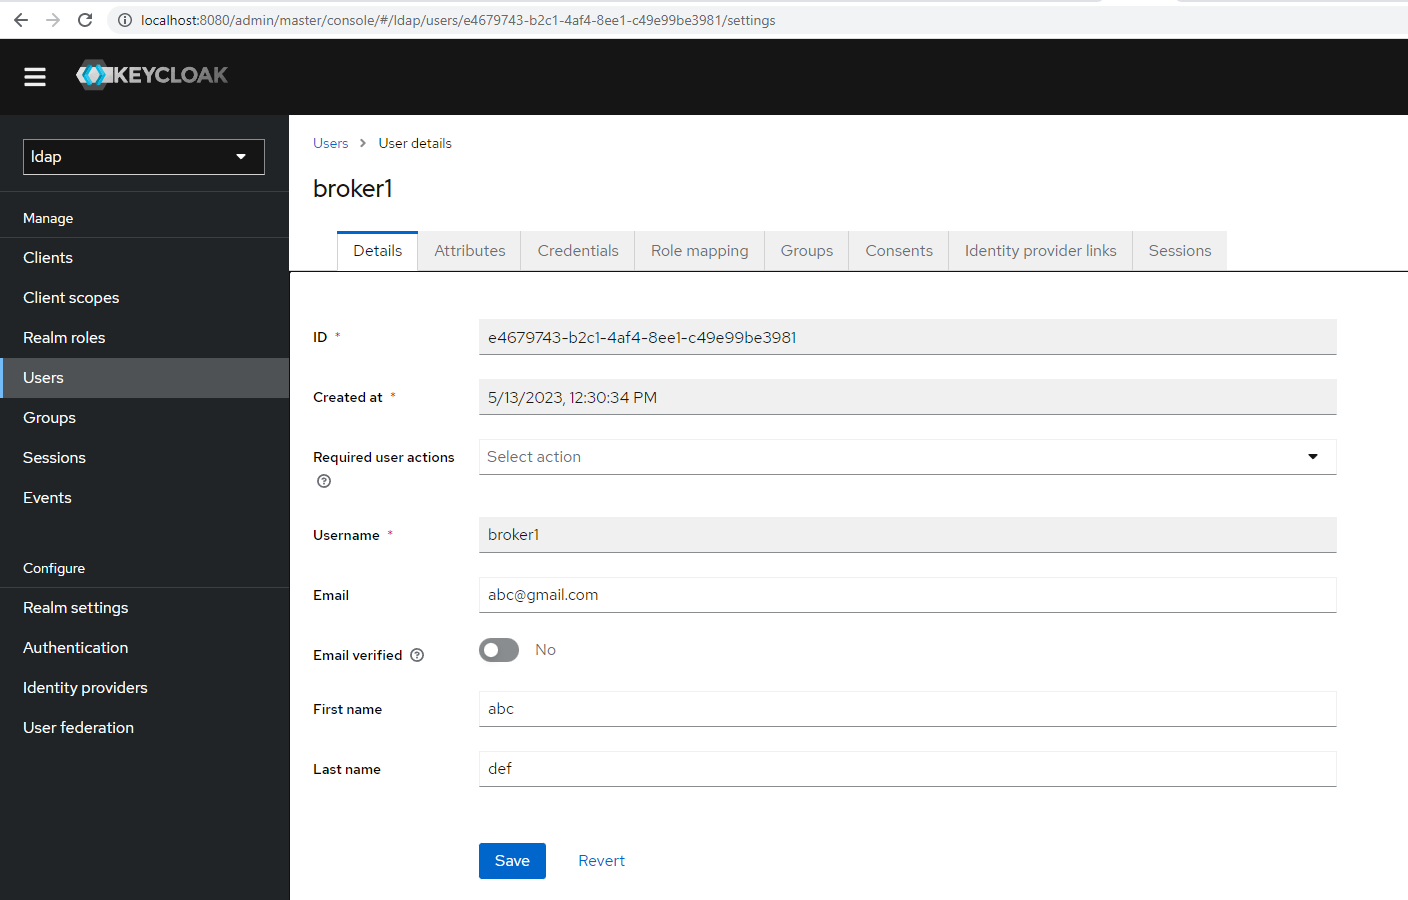 localhost:8080/admin/master/console/#/ldap/users/e4679743-b2c1-4af4-8ee1-c49e99be3981/settings
KEYCLOAK
ldap
Manage
Clients
Client scopes
Realm roles
Users
Groups
Sessions
Events
Configure
Realm settings
Authentication
Identity providers
User federation
Users > User details
broker1
Details Attributes Credentials Role mapping Groups Consents Identity provider links Sessions
ID * e4679743-b2c1-4af4-8ee1-c49e99be3981
Created at * 5/13/2023, 12:30:34 PM
Required user actions Select action
Username * broker1
Email abc@gmail.com
Email verified No
First name abc
Last name def
Save Revert